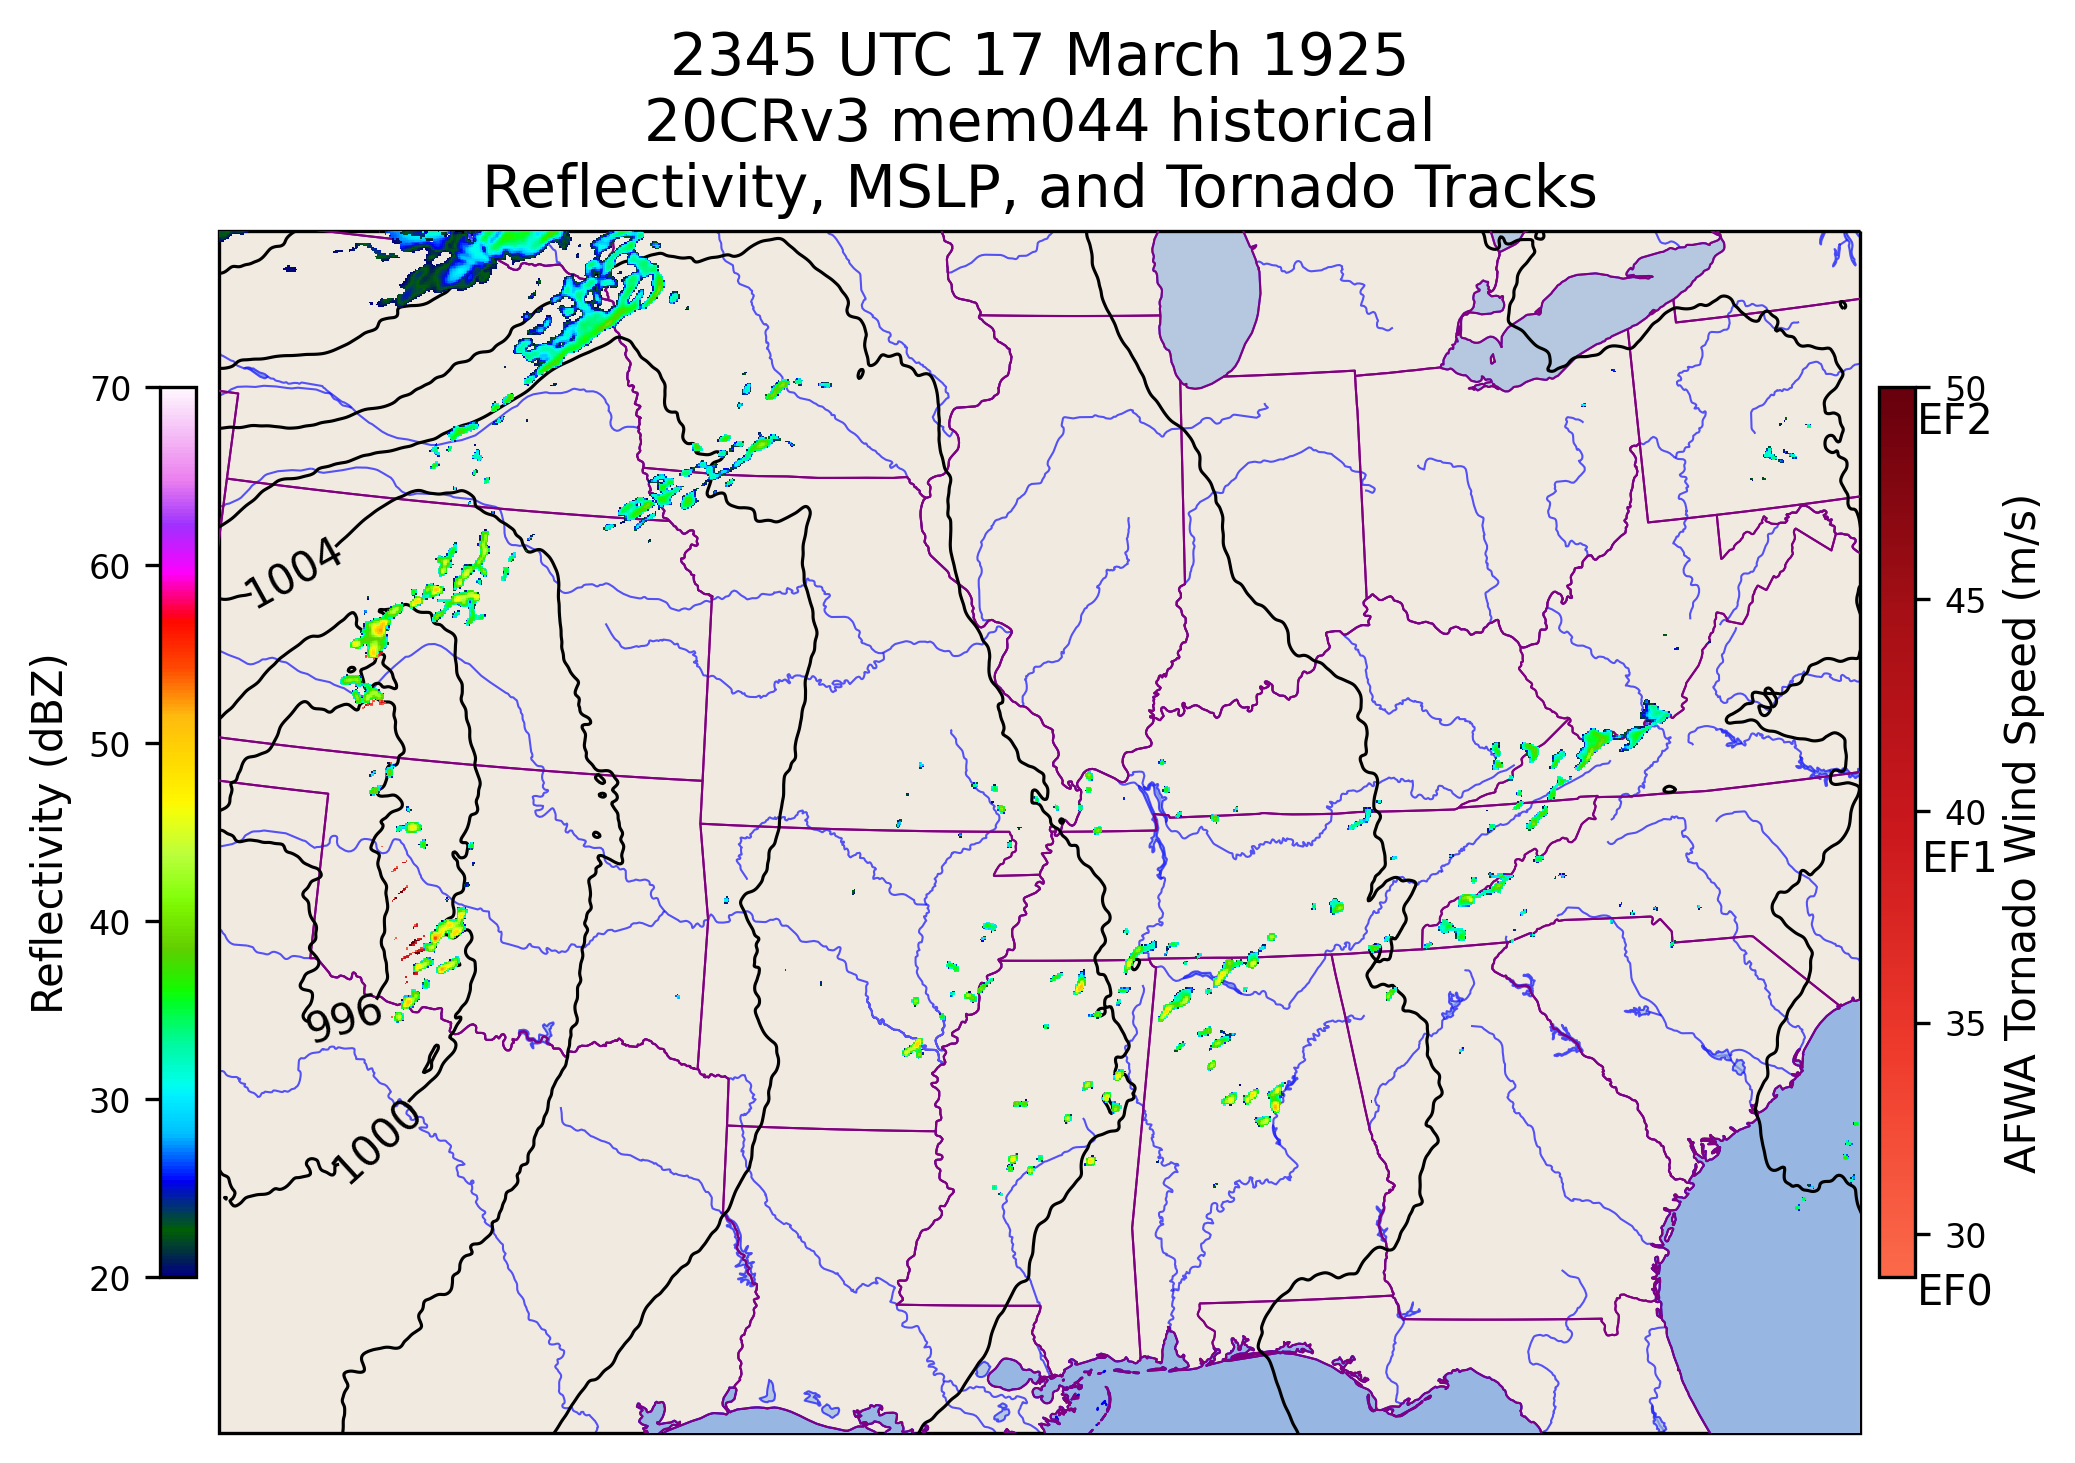 2345 UTC 17 March 1925
20CRv3 mem044 historical
Reflectivity, MSLP, and Tornado Tracks
Reflectivity (dBZ)
70
60
50
40
30
20
1004
996
1000
50
EF2
45
40
EF1
35
30
EF0
AFWA Tornado Wind Speed (m/s)